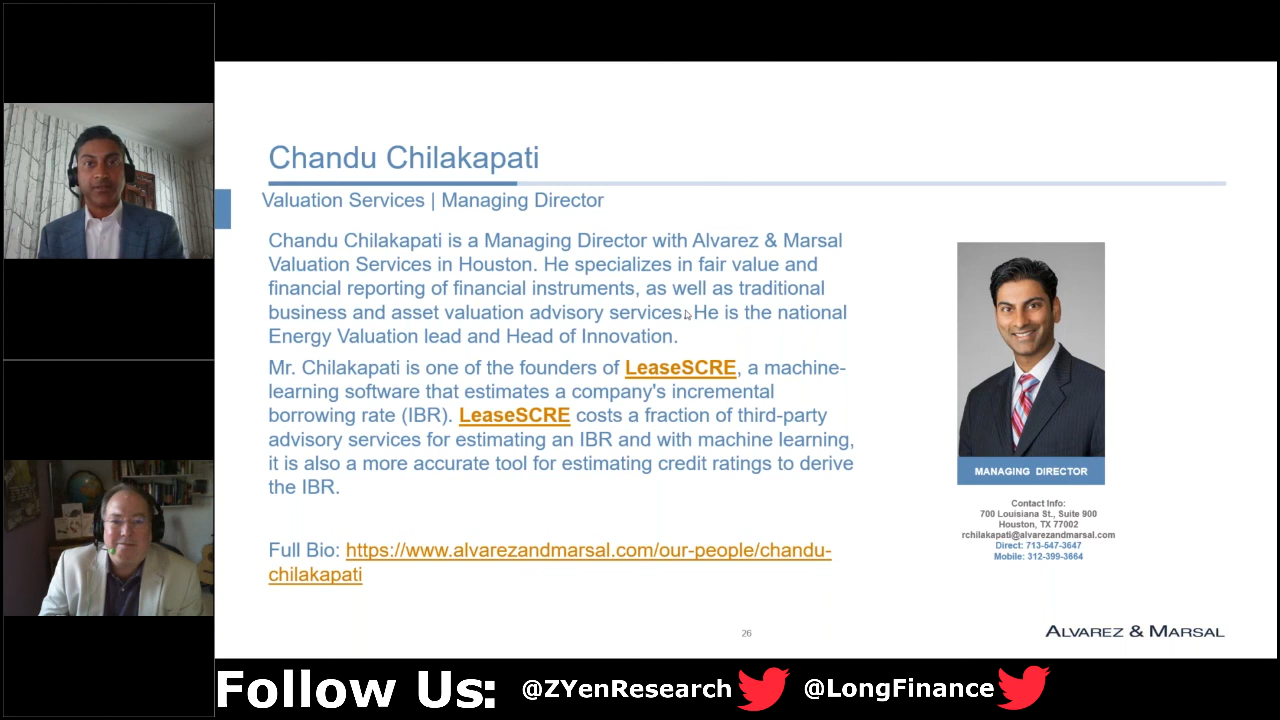 Chandu Chilakapati
Valuation Services | Managing Director
Chandu Chilakapati is a Managing Director with Alvarez & Marsal
Valuation Services in Houston. He specializes in fair value and
financial reporting of financial instruments, as well as traditional
business and asset valuation advisory services. He is the national
Energy Valuation lead and Head of Innovation.
Mr. Chilakapati is one of the founders of LeaseSCRE, a machine-
learning software that estimates a company's incremental
borrowing rate (IBR). LeaseSCRE costs a fraction of third-party
advisory services for estimating an IBR and with machine learning,
it is also a more accurate tool for estimating credit ratings to derive
the IBR.
Full Bio: https://www.alvarezandmarsal.com/our-people/chandu-
chilakapati
MANAGING DIRECTOR
Contact Info:
700 Louisiana St., Suite 900
Houston, TX 77002
rchilakapati@alvarezandmarsal.com
Direct: 713-547-3647
Mobile: 312-399-3664
26
ALVAREZ & MARSAL
Follow Us: @ZYenResearch @LongFinance